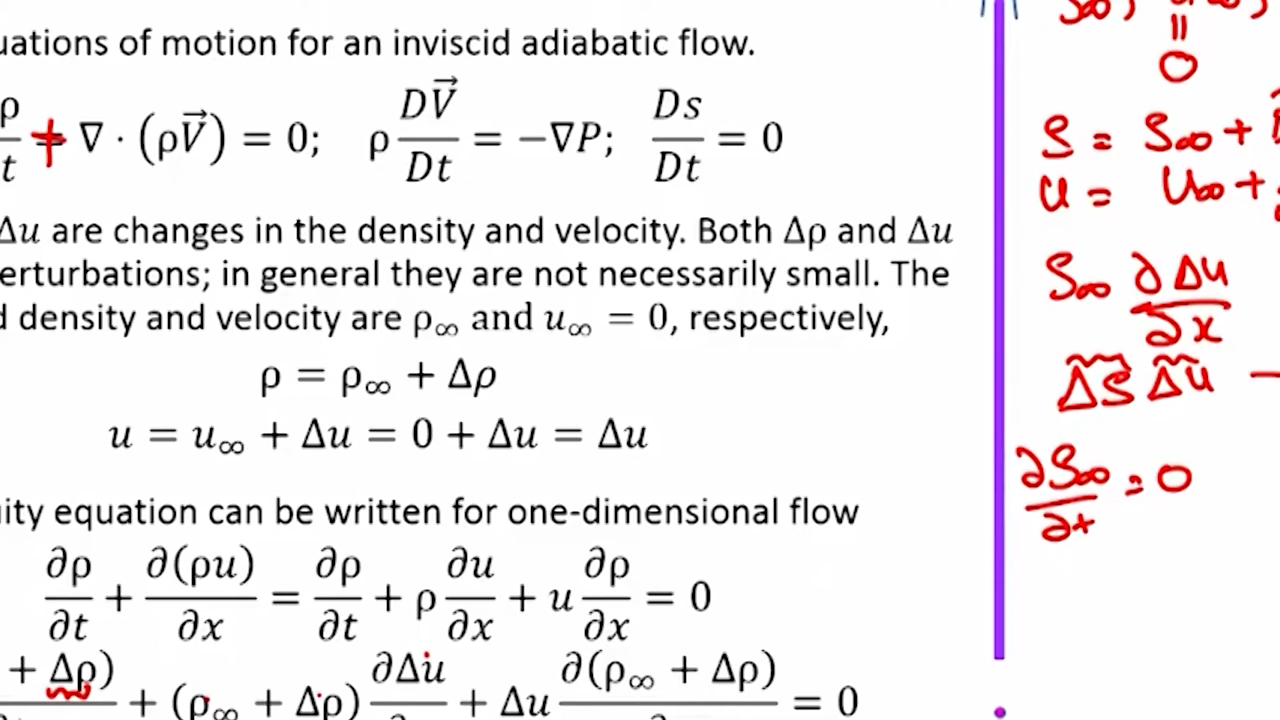 uations of motion for an inviscid adiabatic flow.
ρ/t + ∇ · (ρV⃗) = 0; ρ DV⃗/Dt = −∇P; Ds/Dt = 0
Δu are changes in the density and velocity. Both Δρ and Δu
erturbations; in general they are not necessarily small. The
d density and velocity are ρ∞ and u∞ = 0, respectively,
ρ = ρ∞ + Δρ
u = u∞ + Δu = 0 + Δu = Δu
uity equation can be written for one-dimensional flow
∂ρ/∂t + ∂(ρu)/∂x = ∂ρ/∂t + ρ ∂u/∂x + u ∂ρ/∂x = 0
+ Δρ) + (ρ∞ + Δρ) ∂Δu + Δu ∂(ρ∞ + Δρ) = 0
= 0
ρ = ρ∞ +
u = u∞ +
ρ∞ ∂Δu/∂x
Δρ Δu −
∂ρ∞/∂t = 0